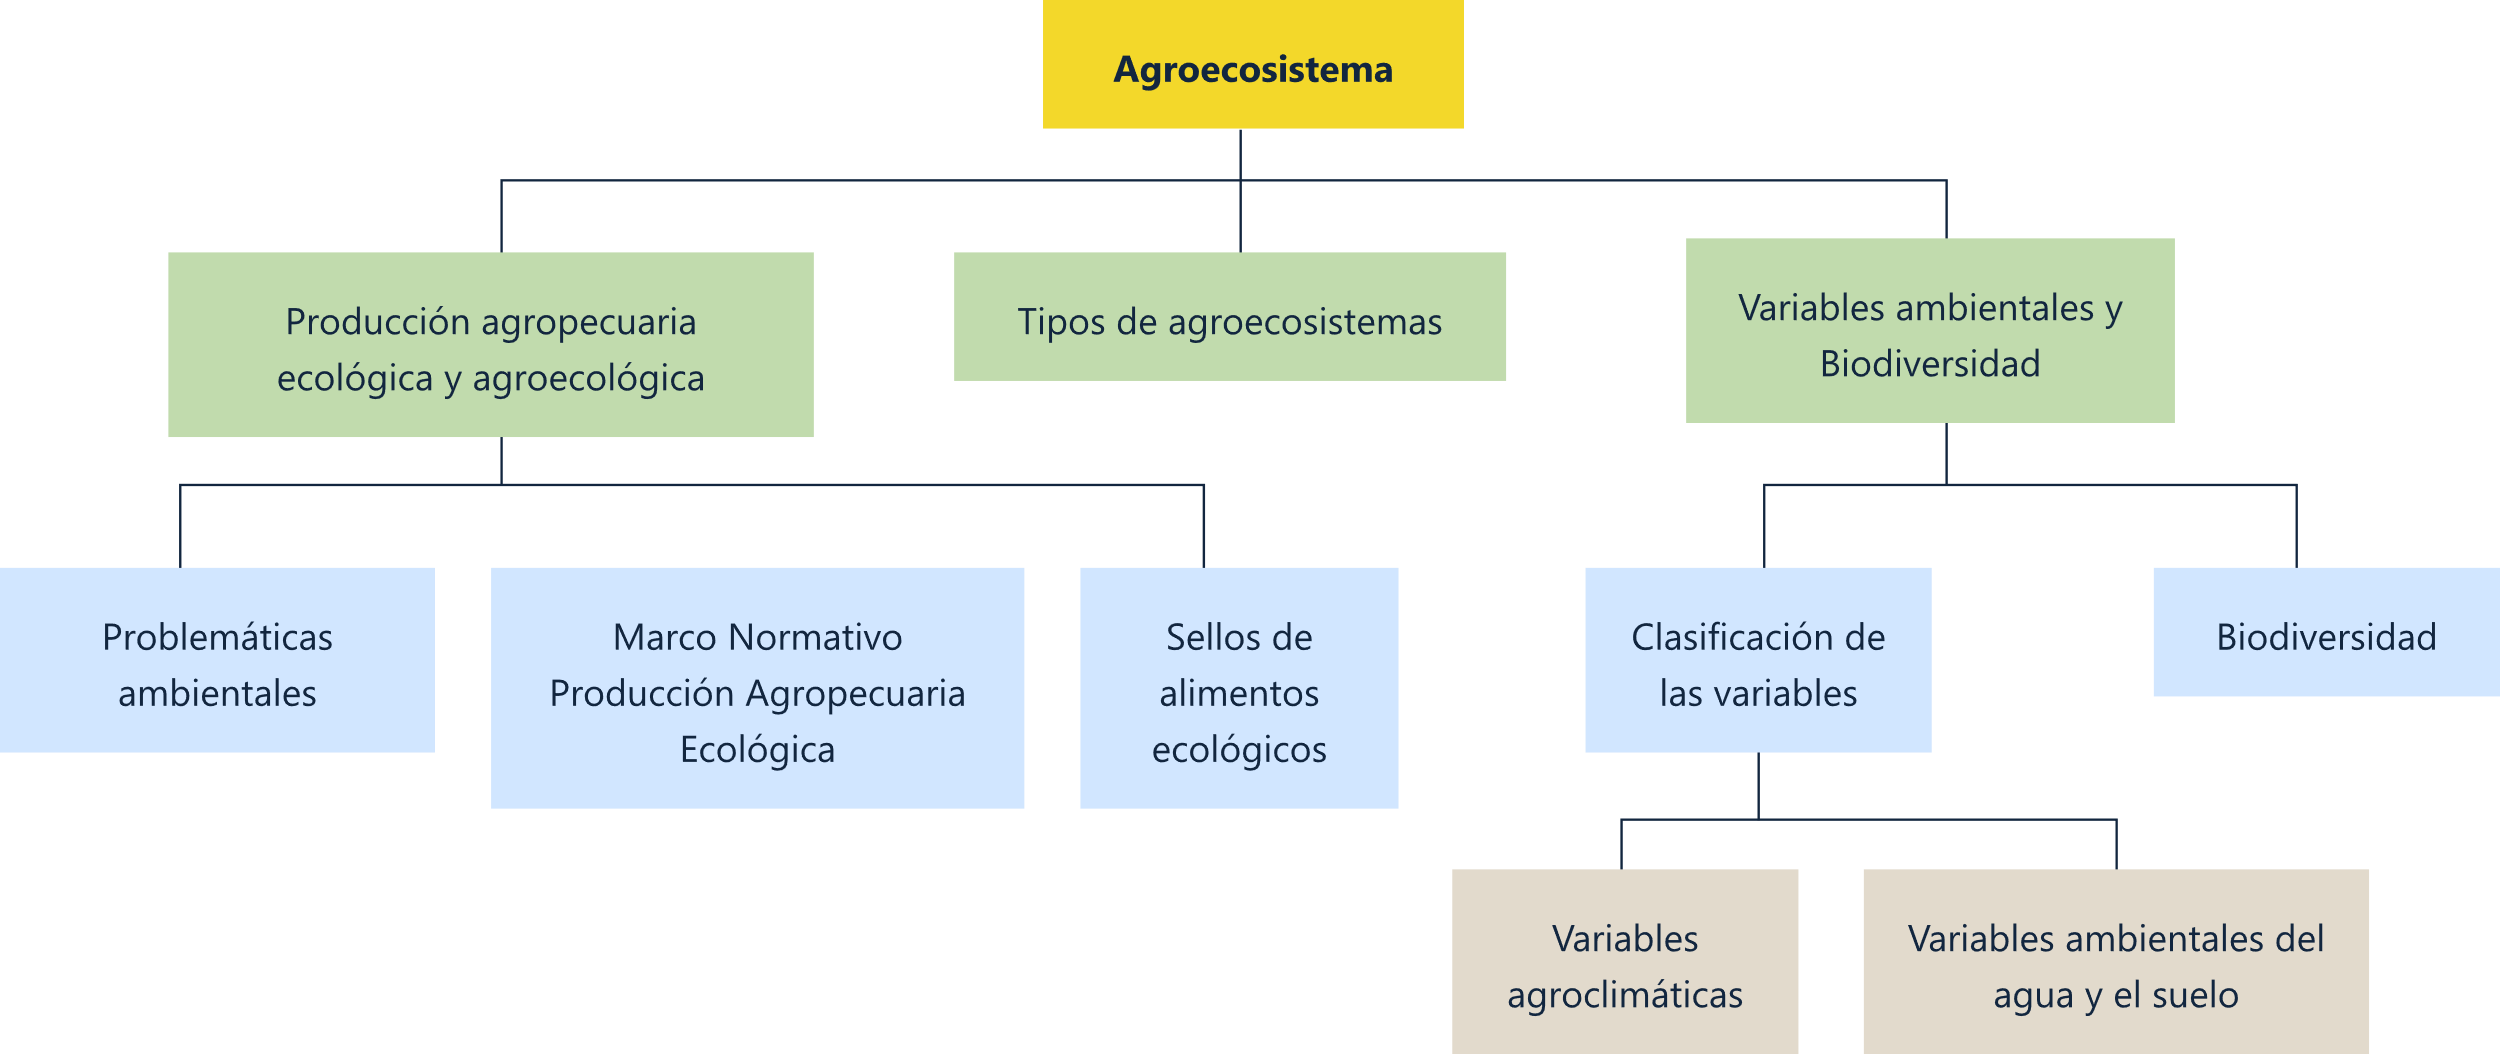 Agroecosistema
Producción agropecuaria
ecológica y agroecológica
Tipos de agroecosistemas
Variables ambientales y
Biodiversidad
Problemáticas
ambientales
Marco Normativo
Producción Agropecuaria
Ecológica
Sellos de
alimentos
ecológicos
Clasificcación de
las variables
Biodiversidad
Variables
agroclimáticas
Variables ambientales del
agua y el suelo